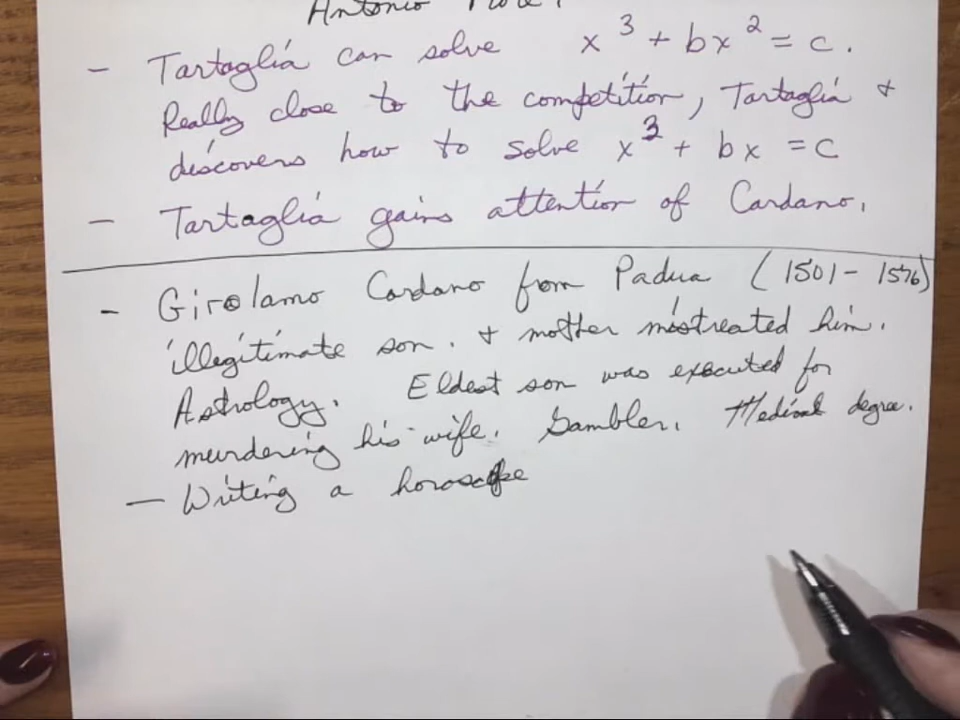 Antonio Fiore.
- Tartaglia can solve x³ + bx² = c.
Really close to the competition, Tartaglia +
discovers how to solve x³ + bx = c
- Tartaglia gains attention of Cardano.
- Girolamo Cardano from Padua (1501 - 1576)
illegitimate son. + mother mistreated him.
Astrology. Eldest son was executed for
murdering his wife. Gambler. Medical degree.
- Writing a horoscope